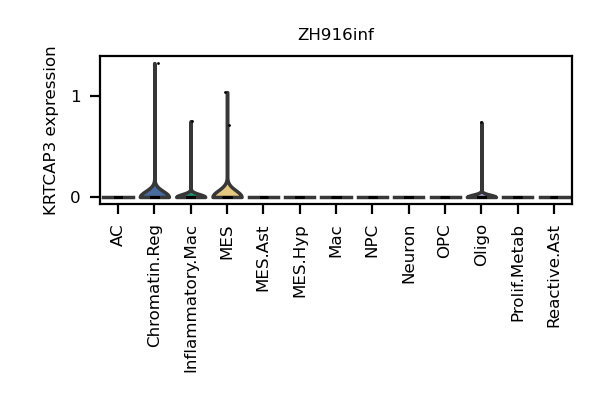 ZH916inf
KRTCAP3 expression
1
0
AC
Chromatin.Reg
Inflammatory.Mac
MES
MES.Ast
MES.Hyp
Mac
NPC
Neuron
OPC
Oligo
Prolif.Metab
Reactive.Ast